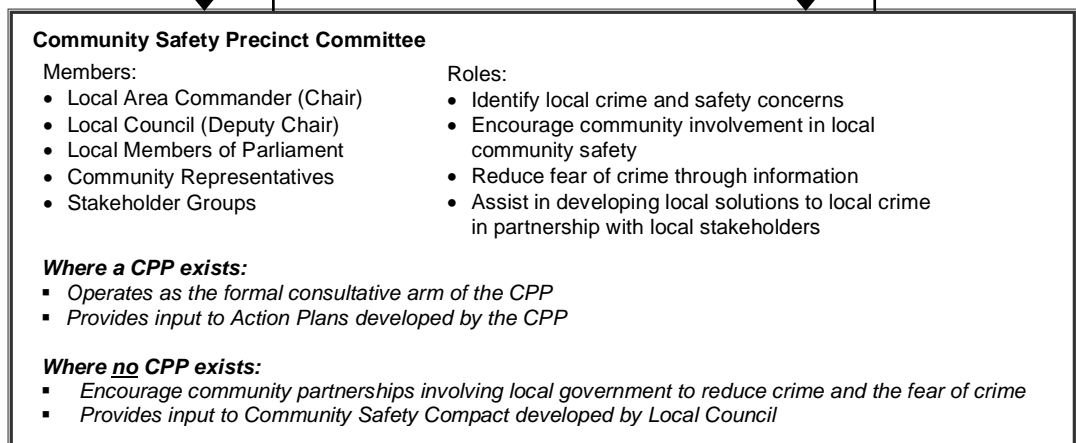 Community Safety Precinct Committee
Members:
• Local Area Commander (Chair)
• Local Council (Deputy Chair)
• Local Members of Parliament
• Community Representatives
• Stakeholder Groups
Roles:
• Identify local crime and safety concerns
• Encourage community involvement in local
community safety
• Reduce fear of crime through information
• Assist in developing local solutions to local crime
in partnership with local stakeholders
Where a CPP exists:
▪ Operates as the formal consultative arm of the CPP
▪ Provides input to Action Plans developed by the CPP
Where no CPP exists:
▪ Encourage community partnerships involving local government to reduce crime and the fear of crime
▪ Provides input to Community Safety Compact developed by Local Council